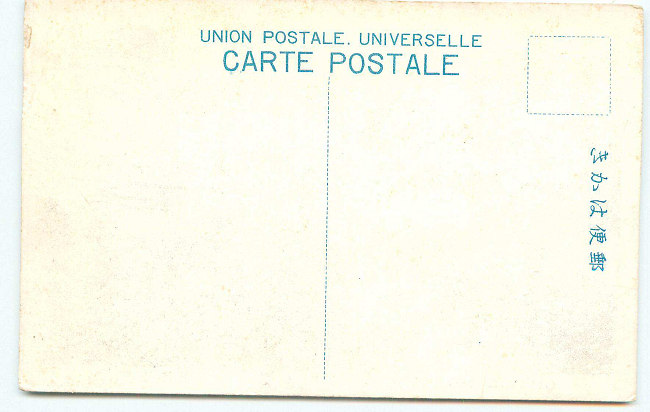 UNION POSTALE. UNIVERSELLE
CARTE POSTALE
郵便はかき